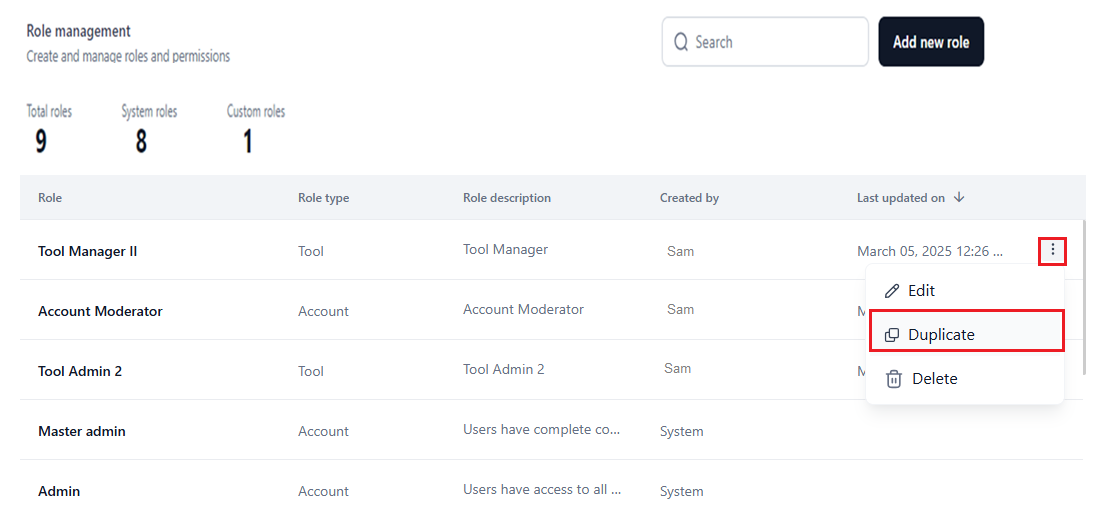 Role management
Create and manage roles and permissions
Search
Add new role
Total roles System roles Custom roles
9 8 1
Role Role type Role description Created by Last updated on
Tool Manager II Tool Tool Manager Sam March 05, 2025 12:26 ...
Edit
Account Moderator Account Account Moderator Sam M
Duplicate
Tool Admin 2 Tool Tool Admin 2 Sam M
Delete
Master admin Account Users have complete co... System
Admin Account Users have access to all ... System